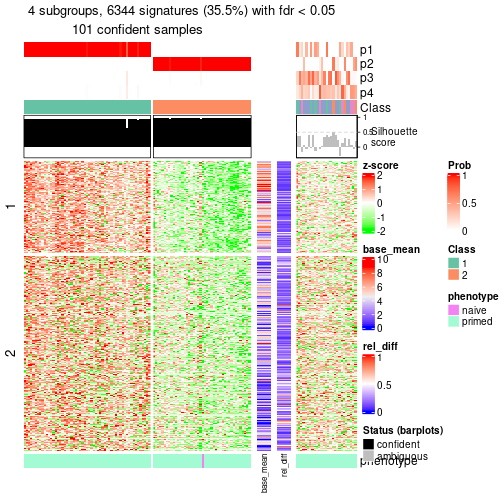 4 subgroups, 6344 signatures (35.5%) with fdr < 0.05
101 confident samples
p1
p2
p3
p4
Class
1
0.5
0
Silhouette
score
1
2
z-score
2
1
0
-1
-2
Prob
1
0.5
0
base_mean
10
8
6
4
2
0
Class
1
2
phenotype
naive
primed
rel_diff
1
0.5
0
Status (barplots)
confident
ambiguous
phenotype
base_mean
rel_diff